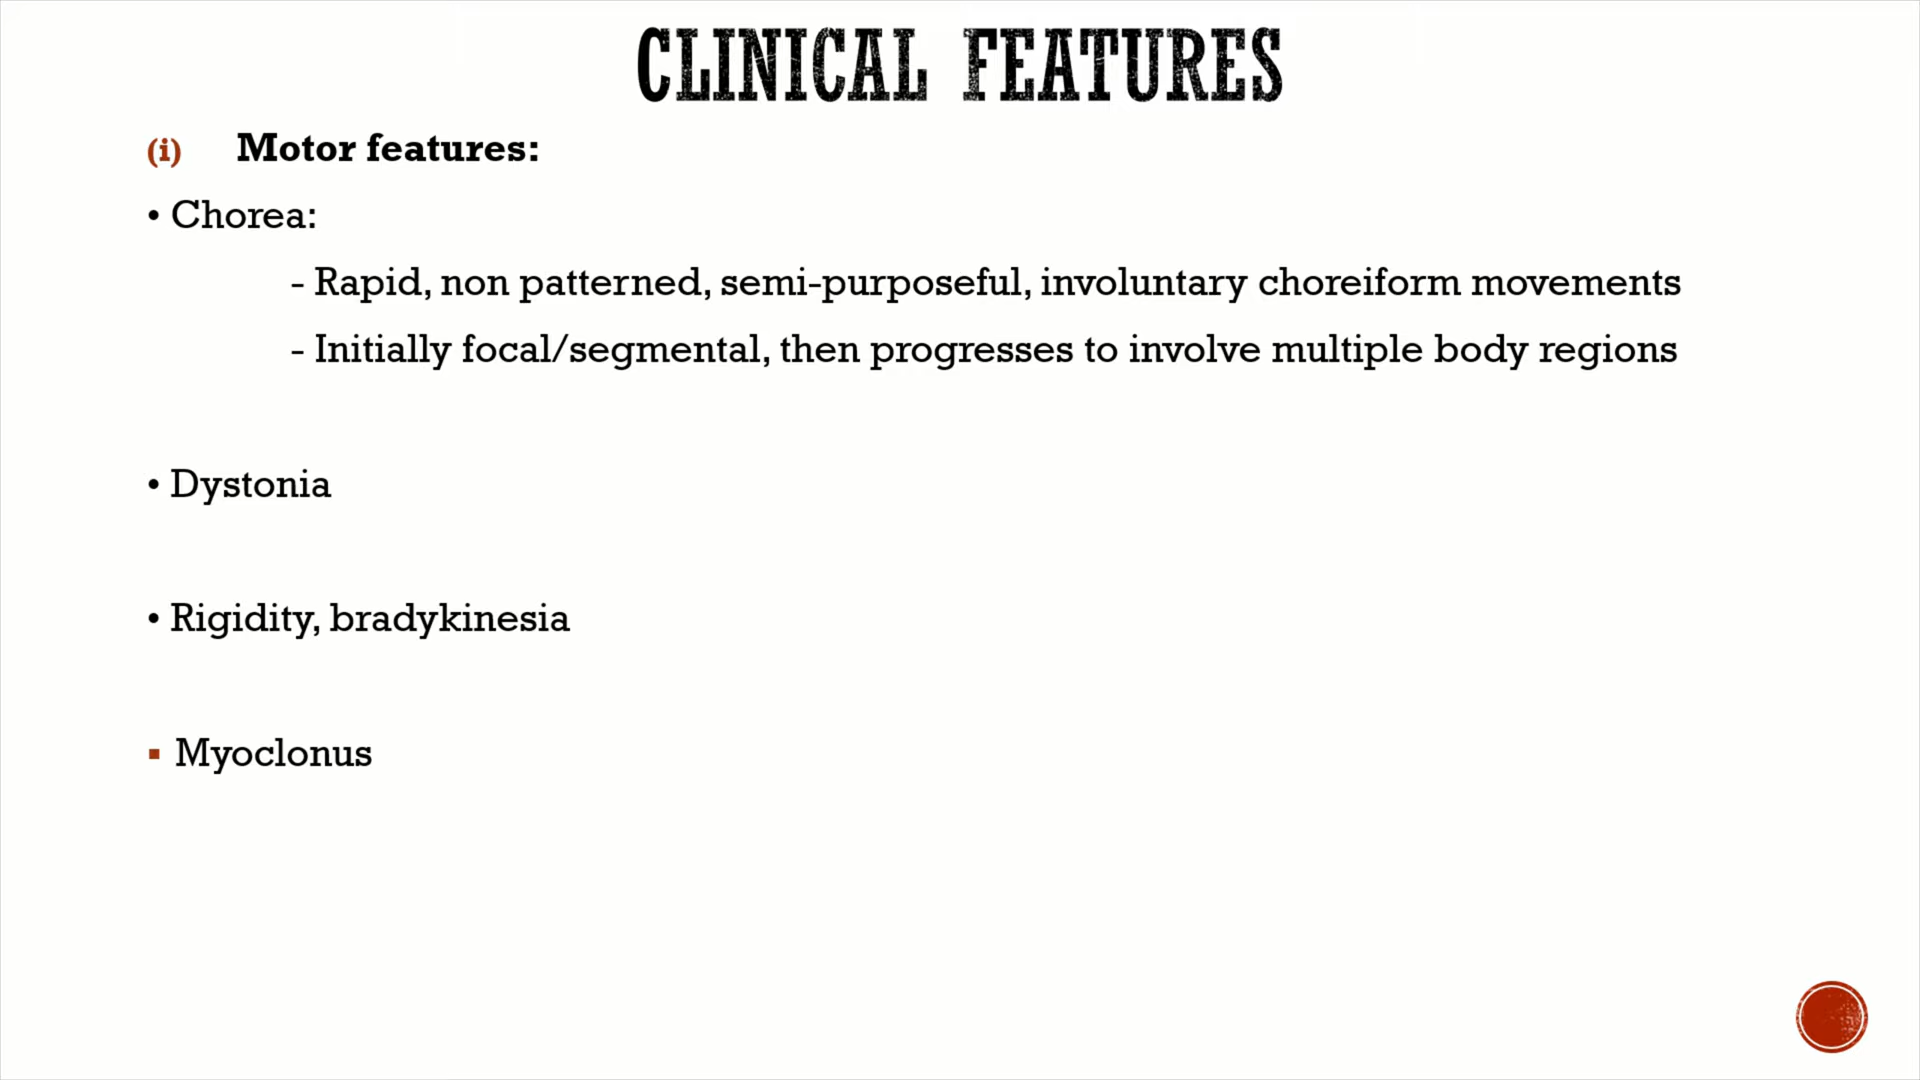 CLINICAL FEATURES
(i) Motor features:
• Chorea:
- Rapid, non patterned, semi-purposeful, involuntary choreiform movements
- Initially focal/segmental, then progresses to involve multiple body regions
• Dystonia
• Rigidity, bradykinesia
▪ Myoclonus